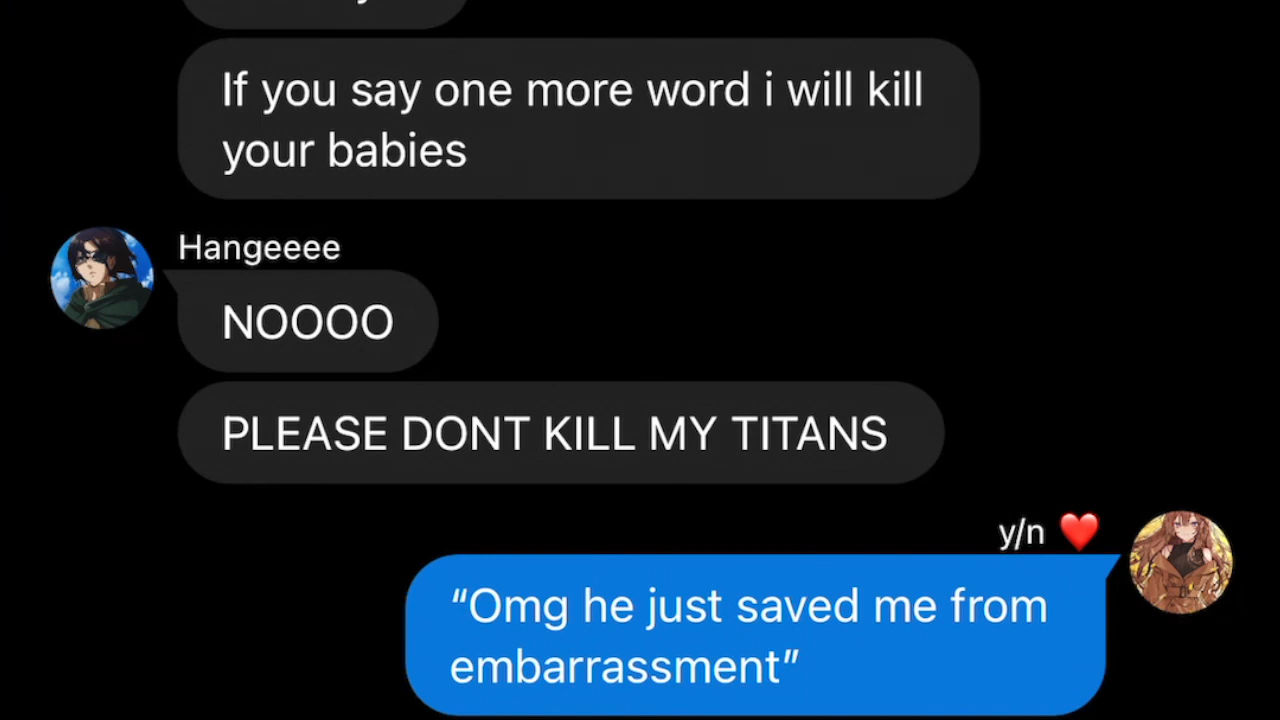 If you say one more word i will kill
your babies
Hangeeee
NOOOO
PLEASE DONT KILL MY TITANS
y/n ❤️
“Omg he just saved me from
embarrassment”